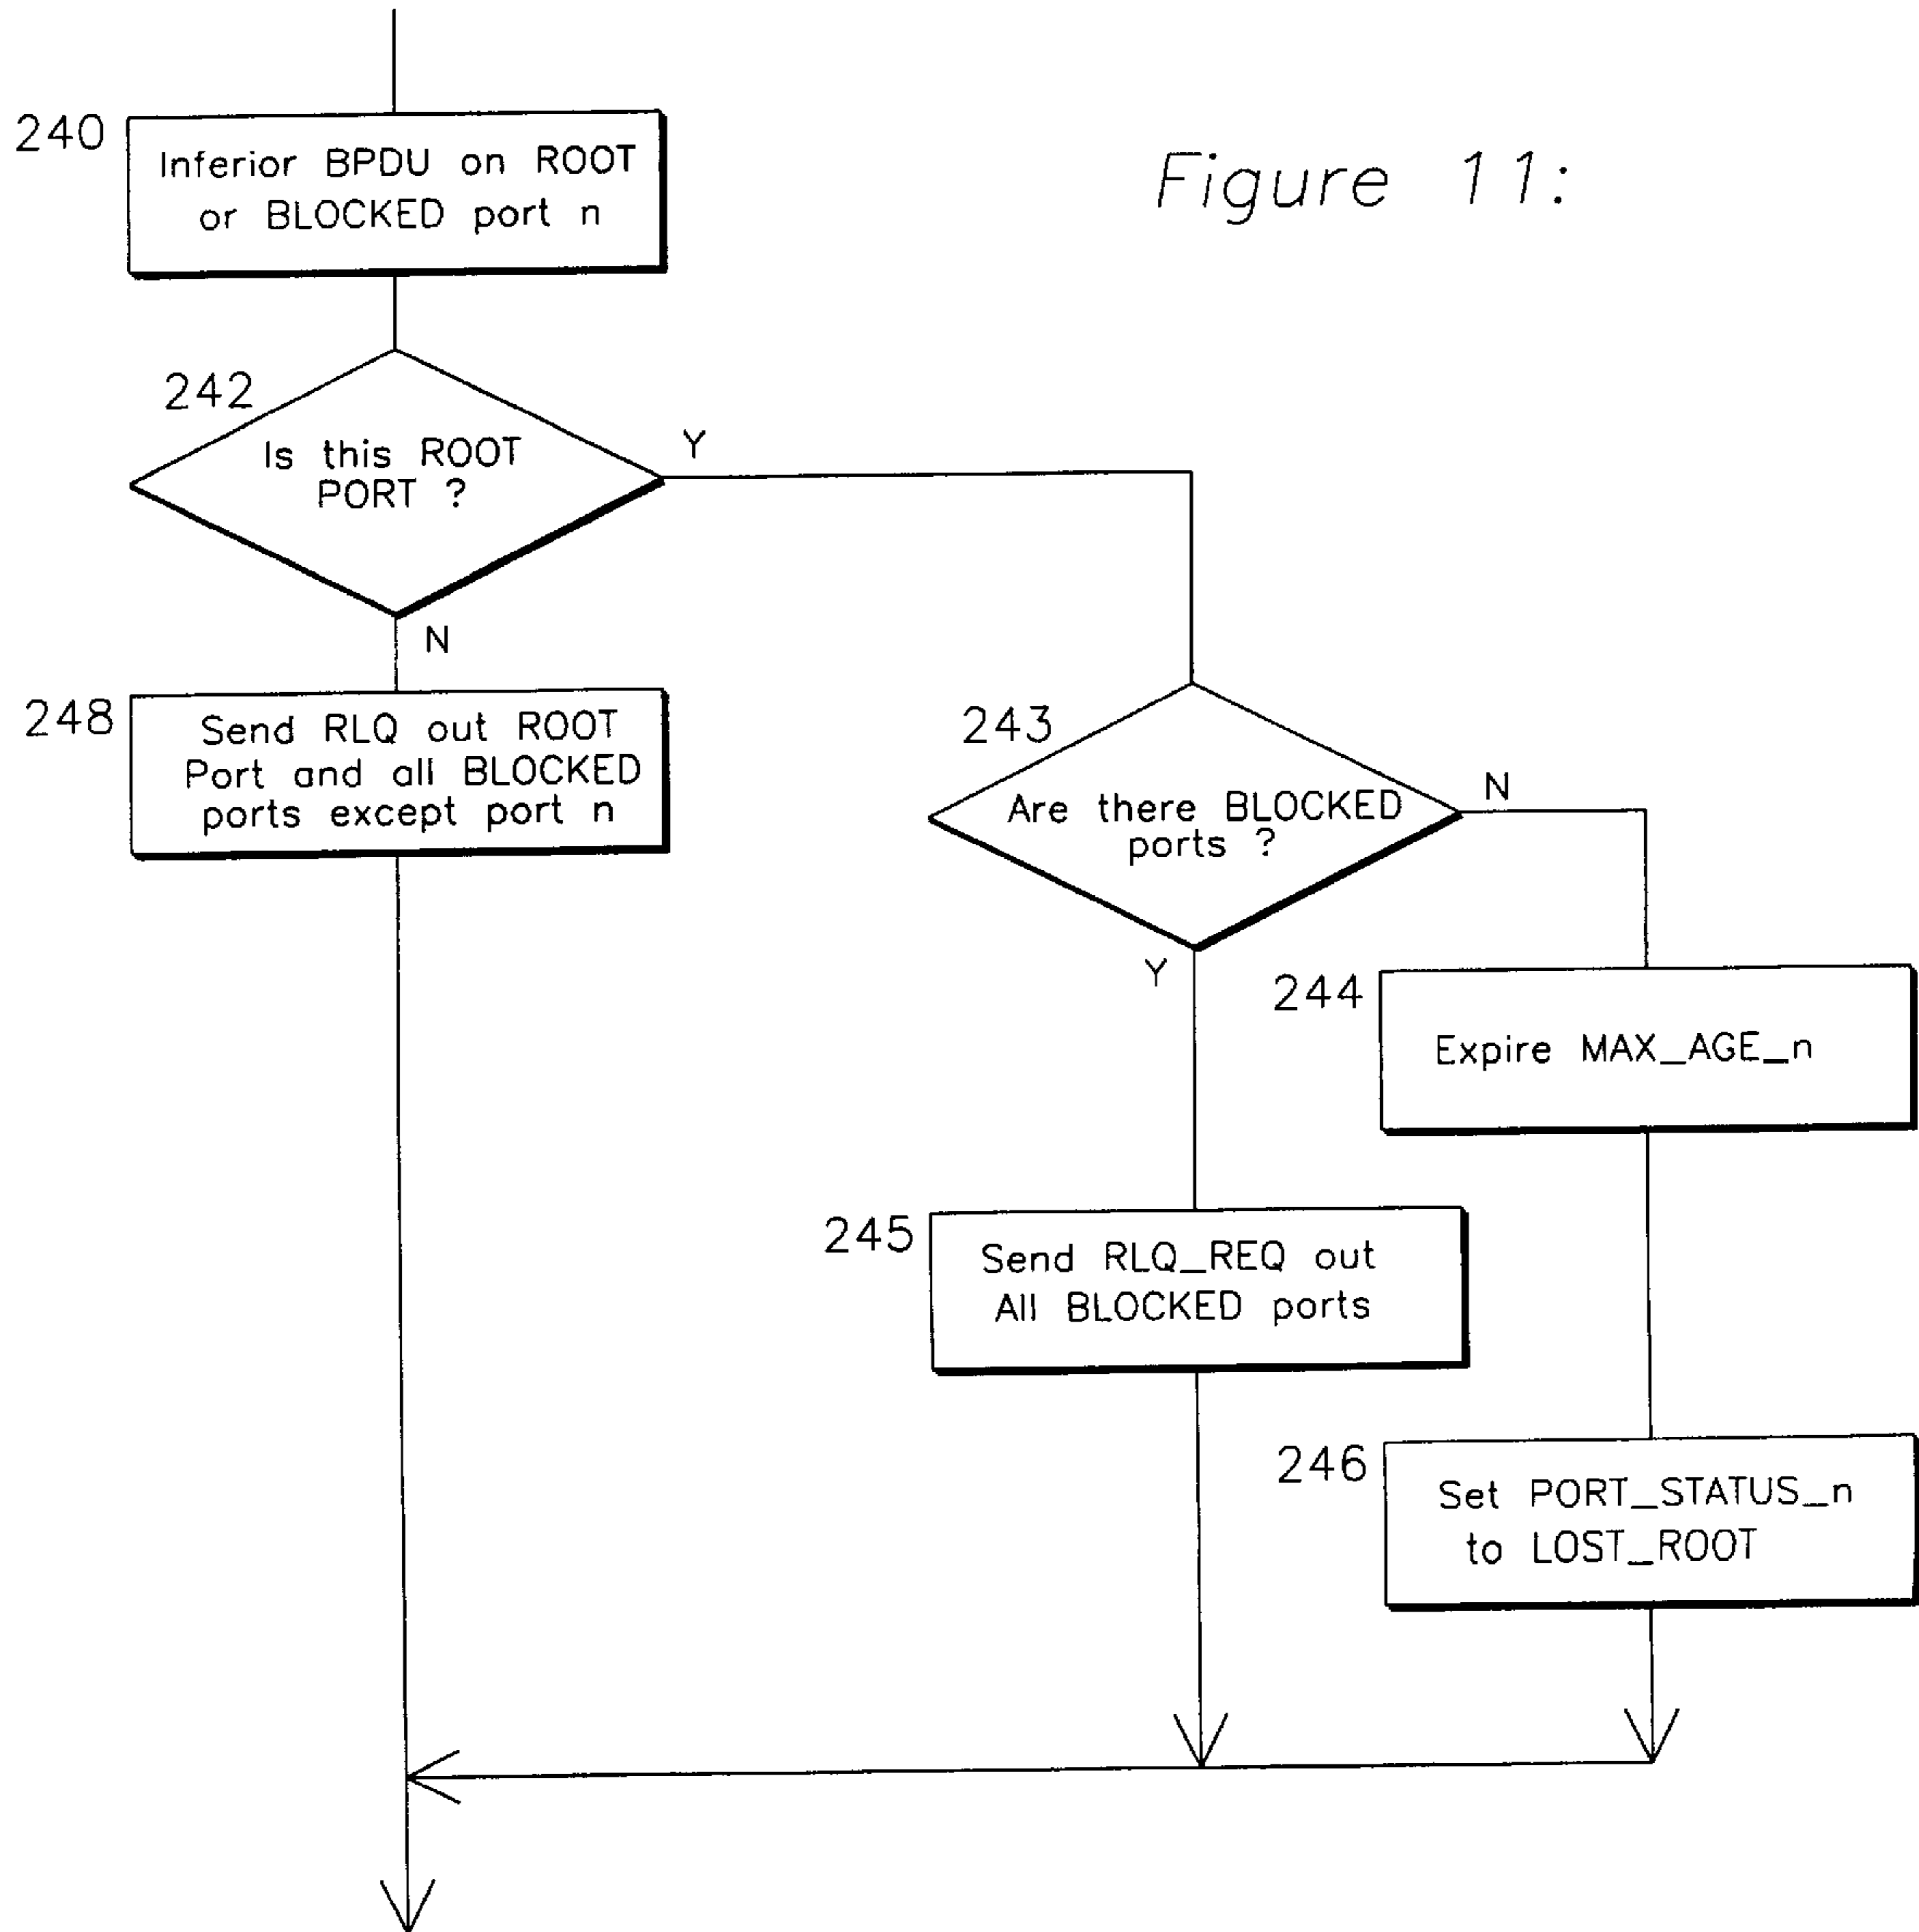 Figure 11:
240
Inferior BPDU on ROOT
or BLOCKED port n
242
Is this ROOT
PORT ?
Y
N
248
Send RLQ out ROOT
Port and all BLOCKED
ports except port n
243
Are there BLOCKED
ports ?
N
Y
244
Expire MAX_AGE_n
245
Send RLQ_REQ out
All BLOCKED ports
246
Set PORT_STATUS_n
to LOST_ROOT